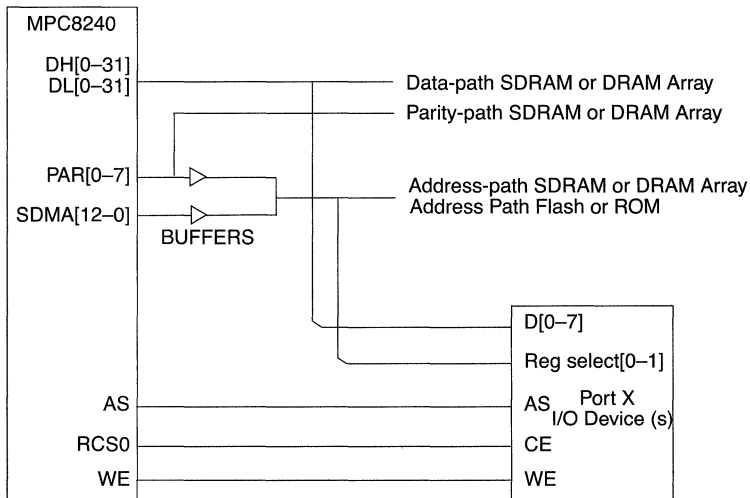 MPC8240
DH[0–31]
DL[0–31]
Data-path SDRAM or DRAM Array
Parity-path SDRAM or DRAM Array
PAR[0–7]
Address-path SDRAM or DRAM Array
Address Path Flash or ROM
SDMA[12–0]
BUFFERS
D[0–7]
Reg select[0–1]
AS
AS
Port X
I/O Device (s)
RCS0
CE
WE
WE